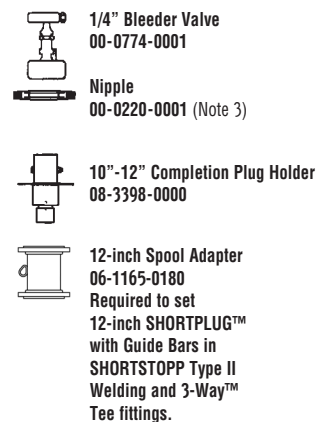 1/4” Bleeder Valve
00-0774-0001
Nipple
00-0220-0001 (Note 3)
10”-12” Completion Plug Holder
08-3398-0000
12-inch Spool Adapter
06-1165-0180
Required to set
12-inch SHORTPLUG™
with Guide Bars in
SHORTSTOPP Type II
Welding and 3-Way™
Tee fittings.